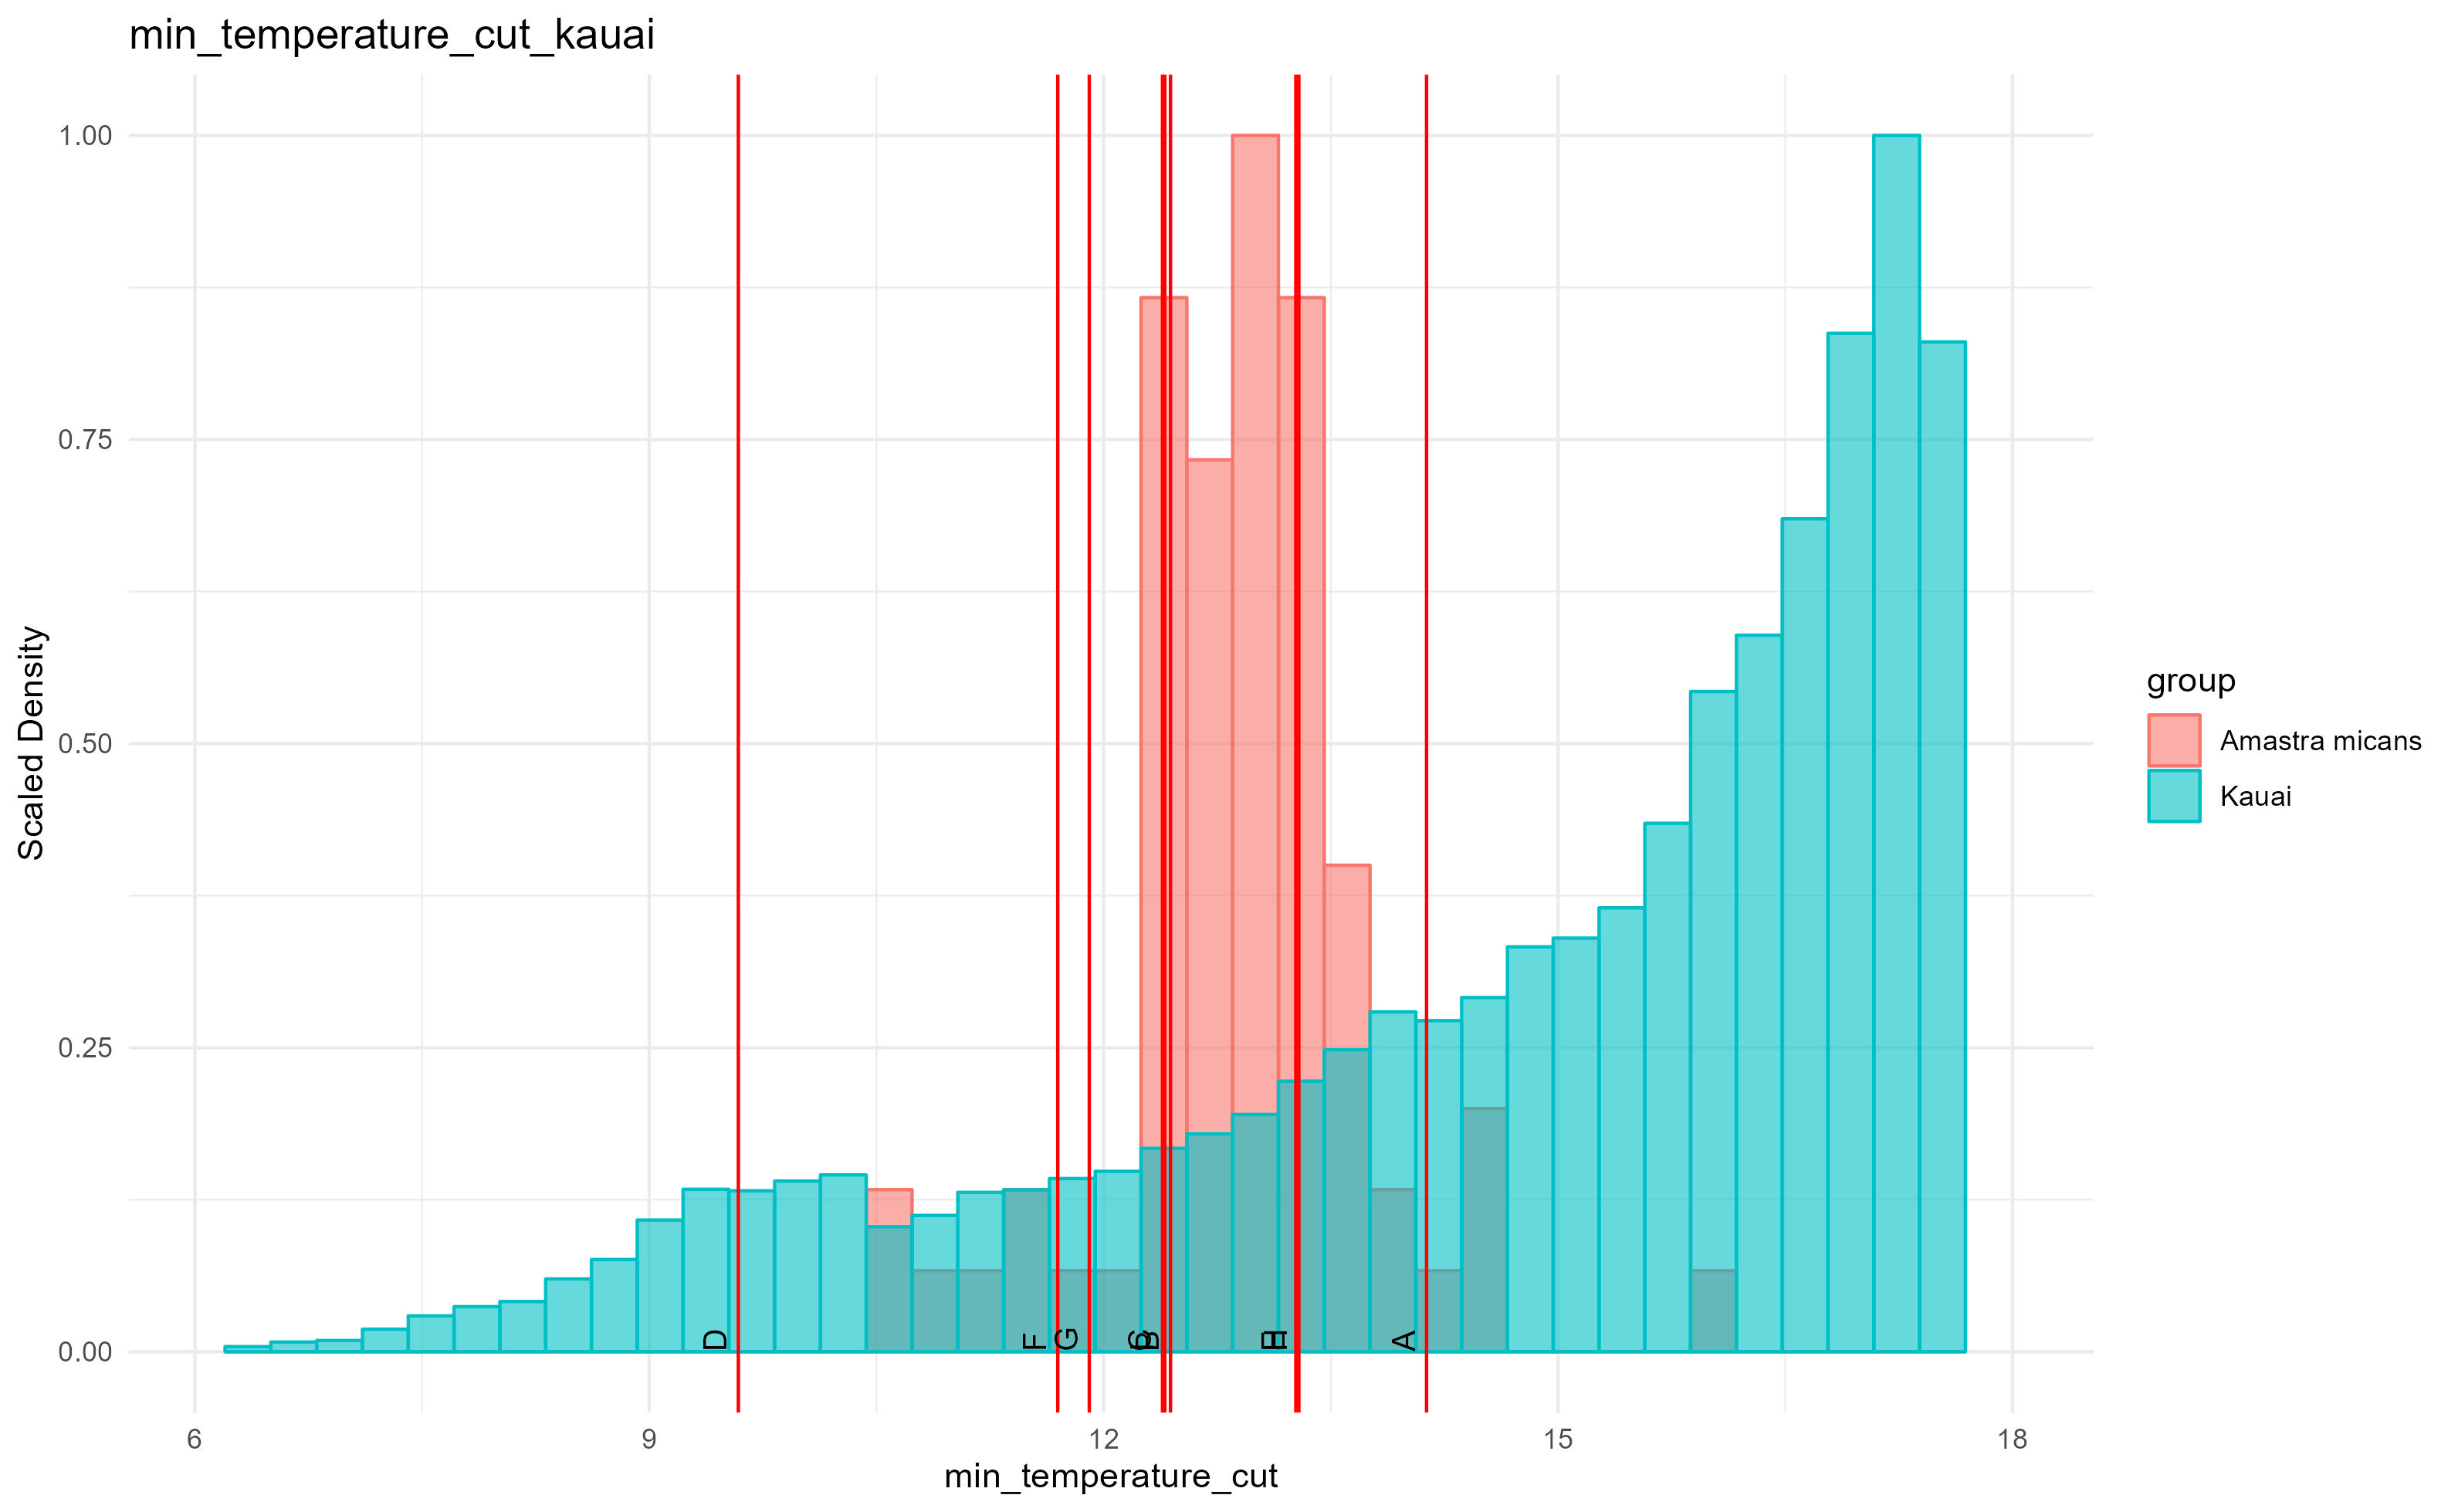 min_temperature_cut_kauai
1.00
0.75
0.50
0.25
0.00
Scaled Density
D
F
G
B
H
A
6
9
12
15
18
min_temperature_cut
group
Amastra micans
Kauai